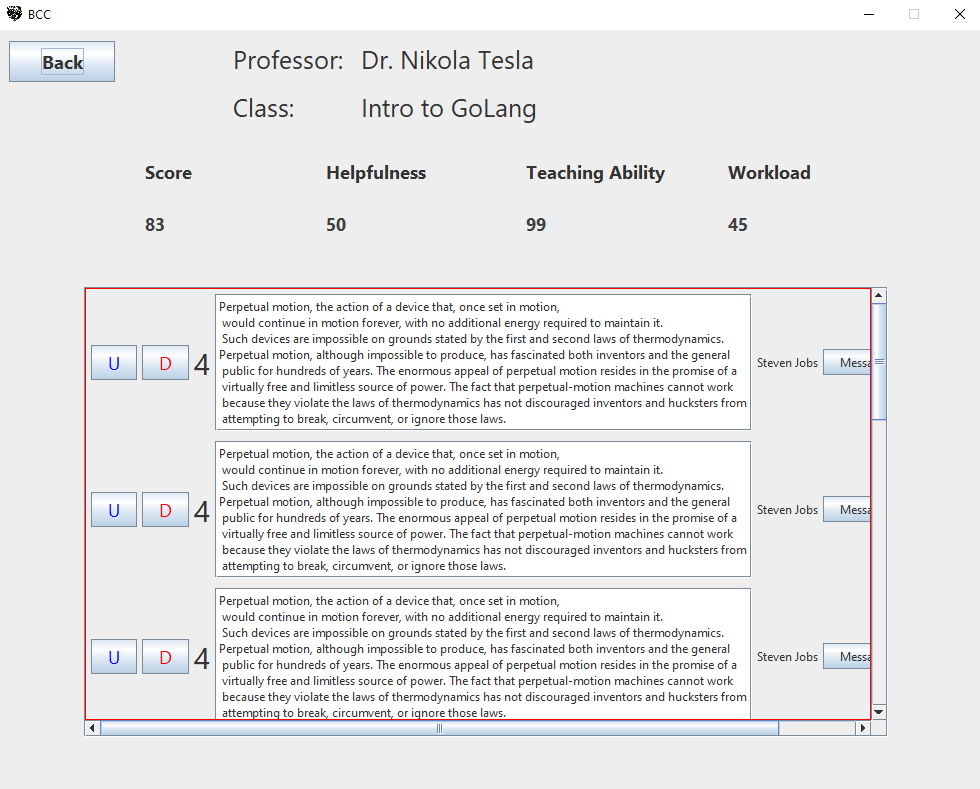 BCC
Back
Professor: Dr. Nikola Tesla
Class: Intro to GoLang
Score Helpfulness Teaching Ability Workload
83 50 99 45
Perpetual motion, the action of a device that, once set in motion,
would continue in motion forever, with no additional energy required to maintain it.
Such devices are impossible on grounds stated by the first and second laws of thermodynamics.
Perpetual motion, although impossible to produce, has fascinated both inventors and the general
public for hundreds of years. The enormous appeal of perpetual motion resides in the promise of a
virtually free and limitless source of power. The fact that perpetual-motion machines cannot work
because they violate the laws of thermodynamics has not discouraged inventors and hucksters from
attempting to break, circumvent, or ignore those laws.
U D 4 Steven Jobs Messa
Perpetual motion, the action of a device that, once set in motion,
would continue in motion forever, with no additional energy required to maintain it.
Such devices are impossible on grounds stated by the first and second laws of thermodynamics.
Perpetual motion, although impossible to produce, has fascinated both inventors and the general
public for hundreds of years. The enormous appeal of perpetual motion resides in the promise of a
virtually free and limitless source of power. The fact that perpetual-motion machines cannot work
because they violate the laws of thermodynamics has not discouraged inventors and hucksters from
attempting to break, circumvent, or ignore those laws.
U D 4 Steven Jobs Messa
Perpetual motion, the action of a device that, once set in motion,
would continue in motion forever, with no additional energy required to maintain it.
Such devices are impossible on grounds stated by the first and second laws of thermodynamics.
Perpetual motion, although impossible to produce, has fascinated both inventors and the general
public for hundreds of years. The enormous appeal of perpetual motion resides in the promise of a
virtually free and limitless source of power. The fact that perpetual-motion machines cannot work
because they violate the laws of thermodynamics has not discouraged inventors and hucksters from
attempting to break, circumvent, or ignore those laws.
U D 4 Steven Jobs Messa